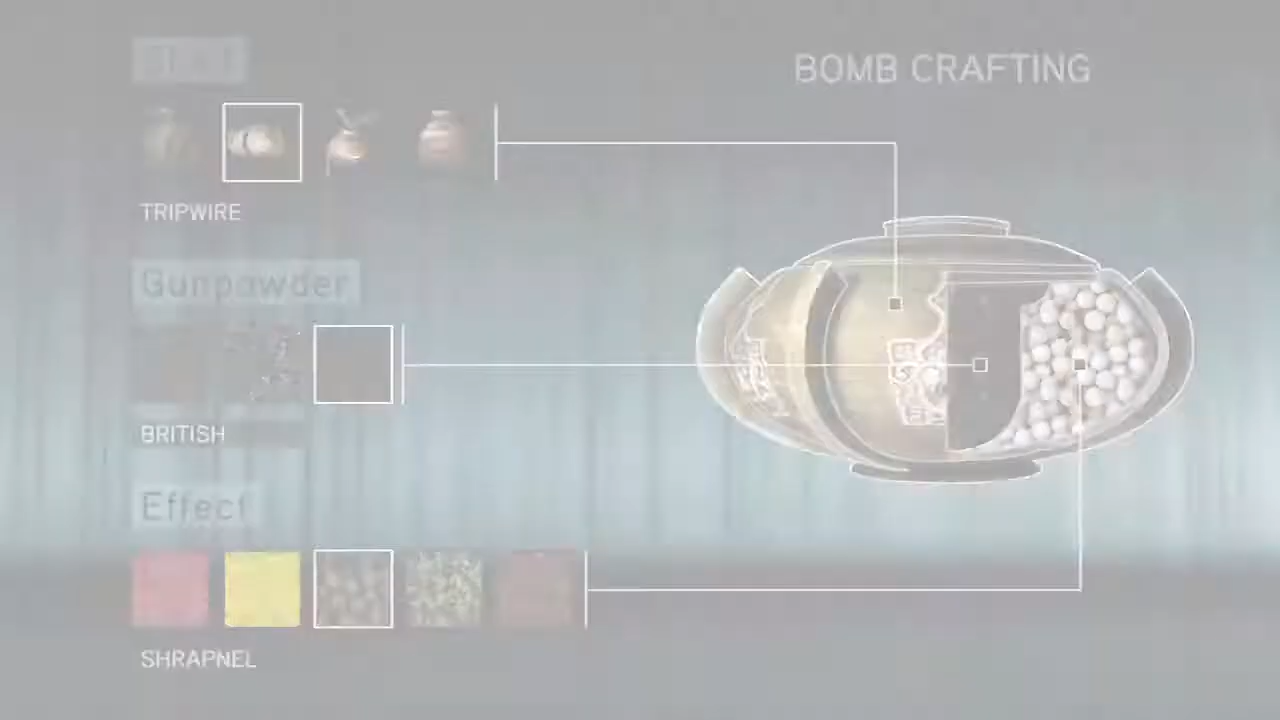 BOMB CRAFTING
TRIPWIRE
Gunpowder
BRITISH
Effect
SHRAPNEL